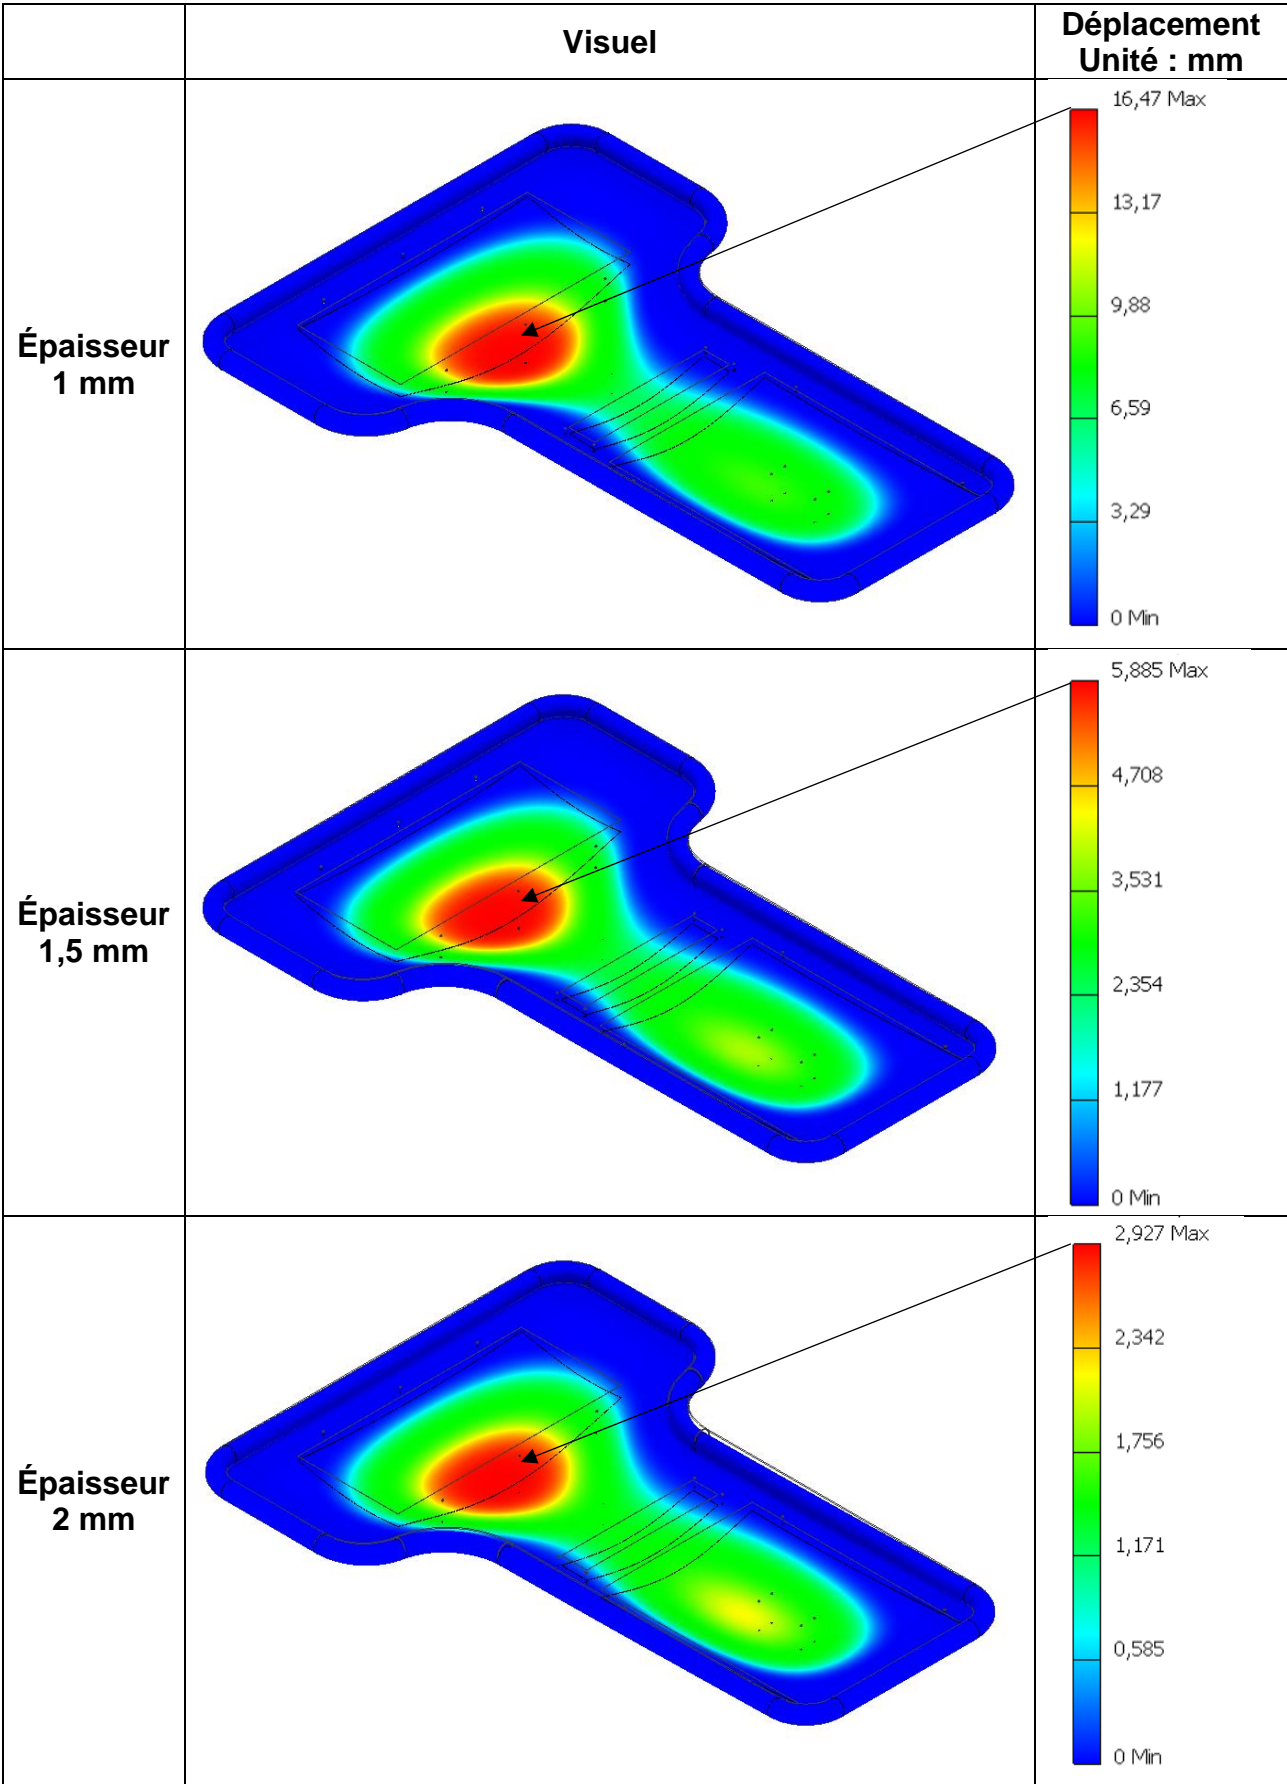 Visuel
Déplacement
Unité : mm
Épaisseur
1 mm
16,47 Max
13,17
9,88
6,59
3,29
0 Min
Épaisseur
1,5 mm
5,885 Max
4,708
3,531
2,354
1,177
0 Min
Épaisseur
2 mm
2,927 Max
2,342
1,756
1,171
0,585
0 Min